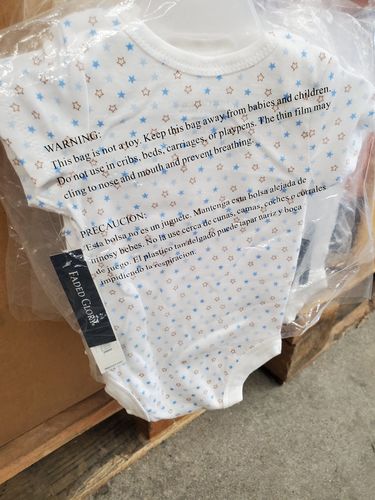 WARNING:
This bag is not a toy. Keep this bag away from babies and children.
Do not use in cribs, beds, carriages, or playpens. The thin film may
cling to nose and mouth and prevent breathing.
PRECAUCION:
Esta bolsa no es un juguete. Mantenga esta bolsa alejada de
ninosy bebes. No la use cerca de cunas, camas, coches o corrales
de juego. El plastico tan delgado puede tapar nariz y boca
impidiendo la respiracion.
FADED GLORY